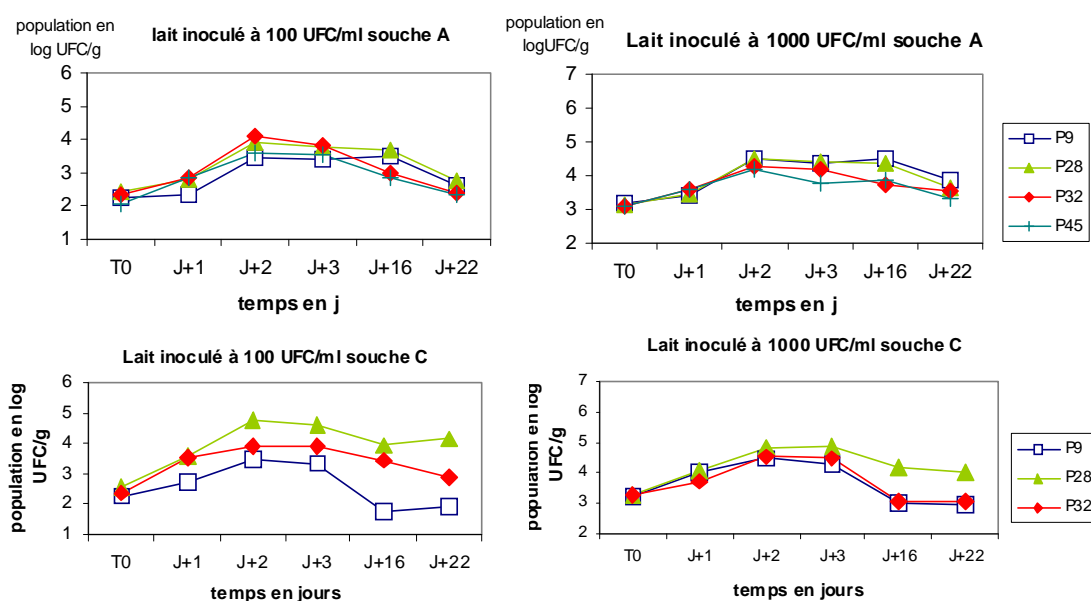 population en
log UFC/g
lait inoculé à 100 UFC/ml souche A
6
5
4
3
2
1
T0 J+1 J+2 J+3 J+16 J+22
temps en j
population en
logUFC/g
Lait inoculé à 1000 UFC/ml souche A
7
6
5
4
3
2
T0 J+1 J+2 J+3 J+16 J+22
temps en j
P9
P28
P32
P45
Lait inoculé à 100 UFC/ml souche C
population en log
UFC/g
6
5
4
3
2
1
T0 J+1 J+2 J+3 J+16 J+22
temps en jours
Lait inoculé à 1000 UFC/ml souche C
population en log
UFC/g
7
6
5
4
3
2
T0 J+1 J+2 J+3 J+16 J+22
temps en jours
P9
P28
P32